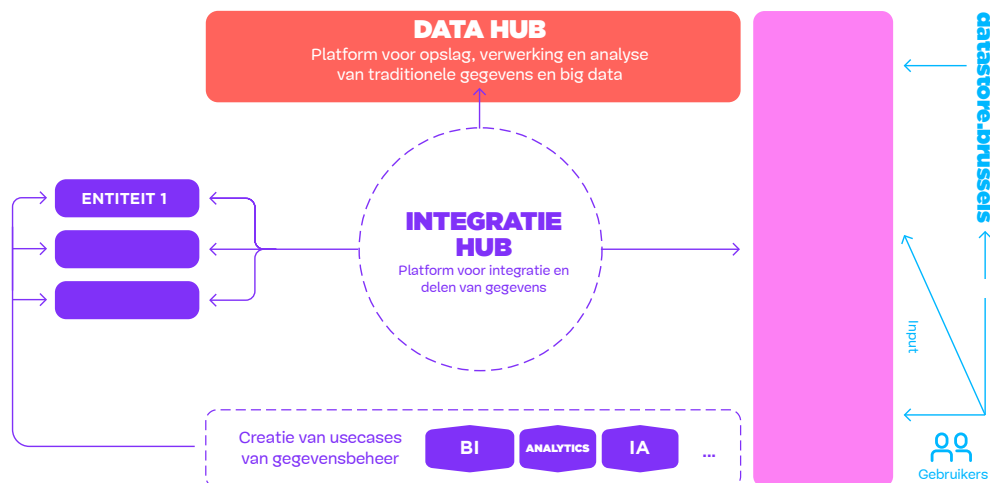 DATA HUB
Platform voor opslag, verwerking en analyse
van traditionele gegevens en big data
datastore.brussels
ENTITEIT 1
INTEGRATIE
HUB
Platform voor integratie en
delen van gegevens
Input
Creatie van usecases
van gegevensbeheer
BI
ANALYTICS
IA
...
Gebruikers